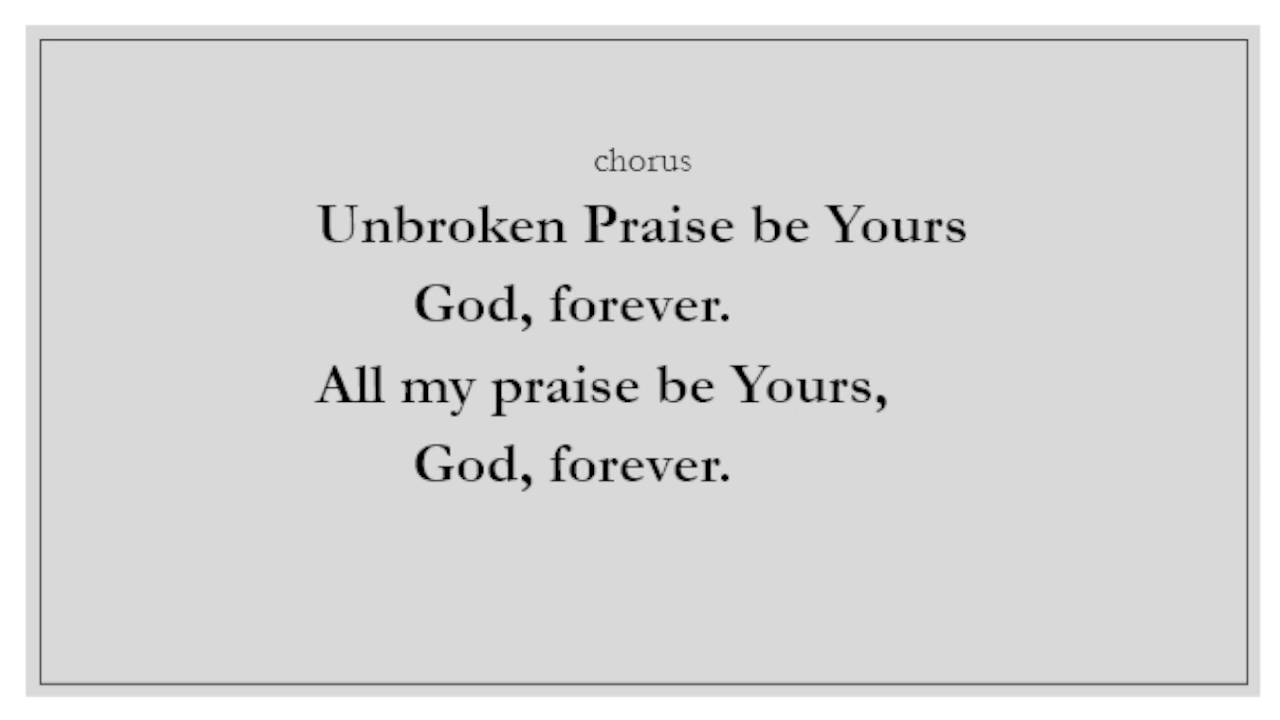 chorus
Unbroken Praise be Yours
God, forever.
All my praise be Yours,
God, forever.